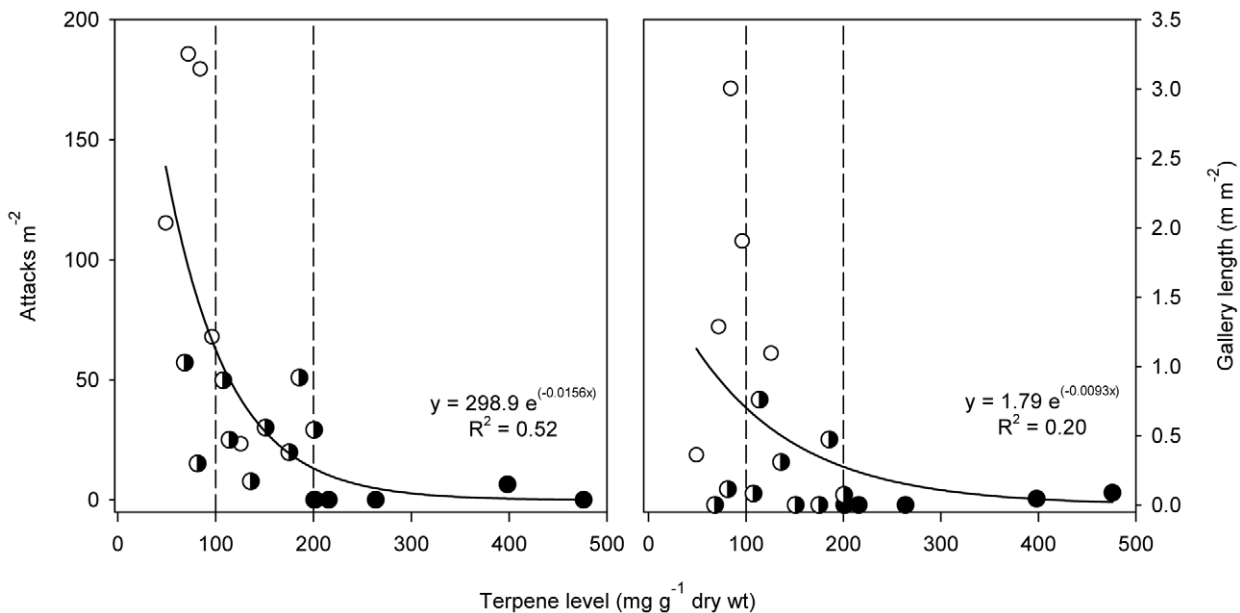 200
150
100
50
0
Attacks m⁻²
y = 298.9 e^(-0.0156x)
R² = 0.52
0 100 200 300 400 500
3.5
3.0
2.5
2.0
1.5
1.0
0.5
0.0
Gallery length (m m⁻²)
y = 1.79 e^(-0.0093x)
R² = 0.20
0 100 200 300 400 500
Terpene level (mg g⁻¹ dry wt)